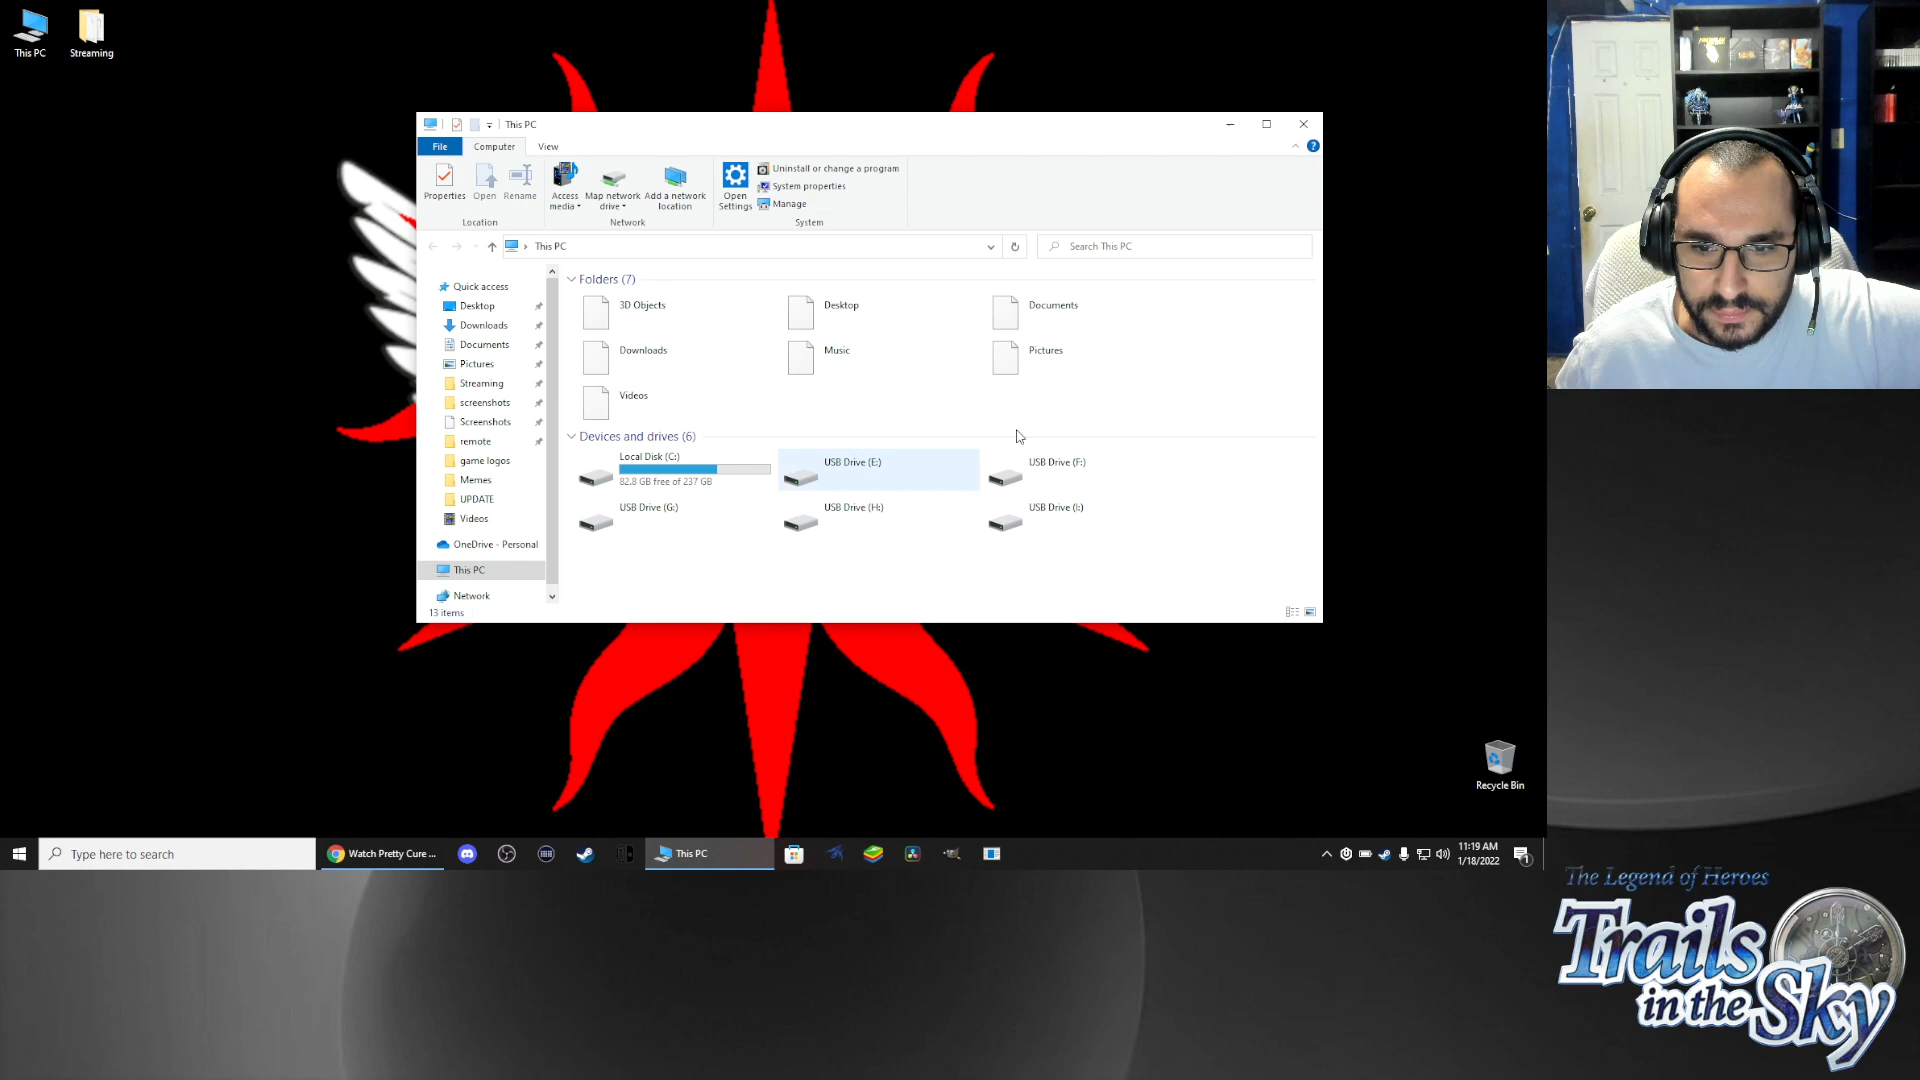 This PC
Streaming
This PC
File
Computer
View
Properties
Open
Rename
Access media
Map network drive
Add a network location
Open Settings
Uninstall or change a program
System properties
Manage
Location
Network
System
This PC
Search This PC
Quick access
Desktop
Downloads
Documents
Pictures
Streaming
screenshots
Screenshots
remote
game logos
Memes
UPDATE
Videos
OneDrive - Personal
This PC
Network
13 items
Folders (7)
3D Objects
Desktop
Documents
Downloads
Music
Pictures
Videos
Devices and drives (6)
Local Disk (C:)
82.8 GB free of 237 GB
USB Drive (E:)
USB Drive (F:)
USB Drive (G:)
USB Drive (H:)
USB Drive (I:)
Recycle Bin
Type here to search
Watch Pretty Cure ...
This PC
11:19 AM
1/18/2022
1
The Legend of Heroes
Trails
in the Sky